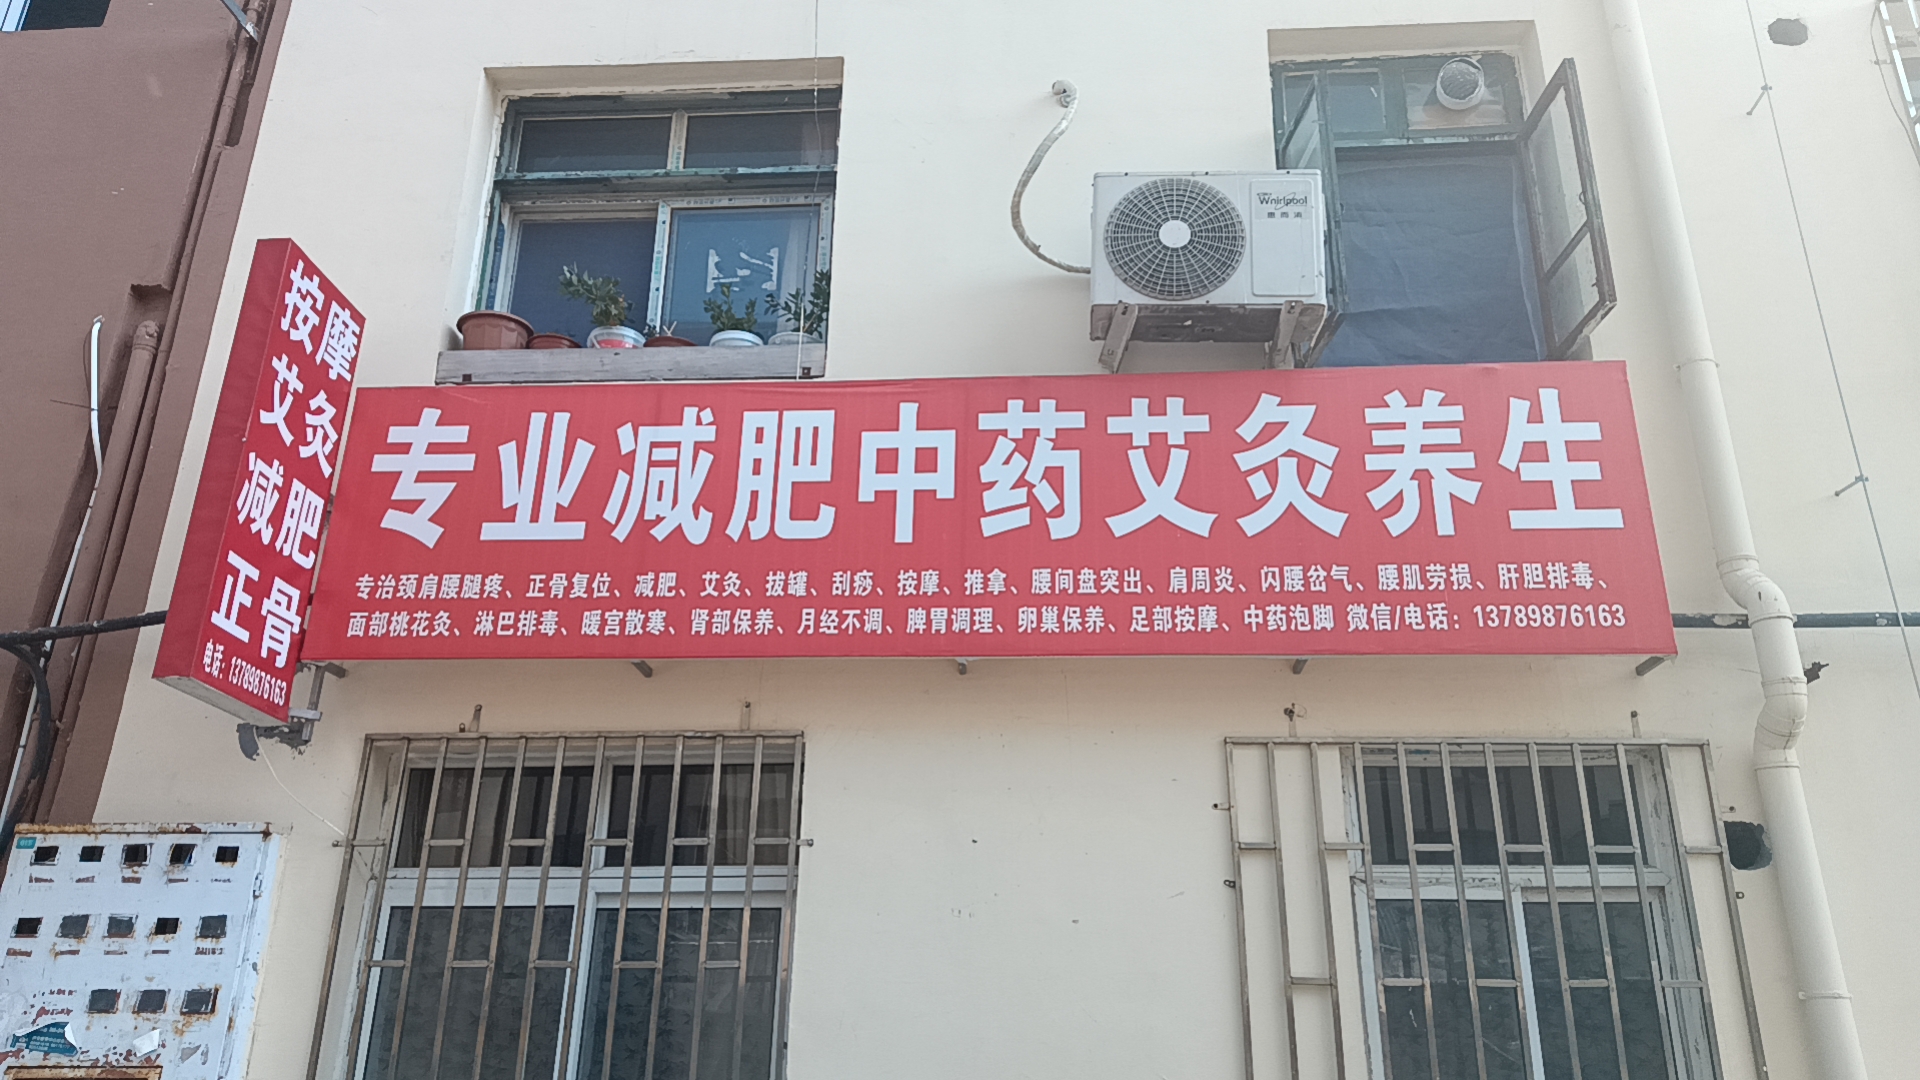 按摩
艾灸
减肥
正骨
电话：13789876163
专业减肥中药艾灸养生
专治颈肩腰腿疼、正骨复位、减肥、艾灸、拔罐、刮痧、按摩、推拿、腰间盘突出、肩周炎、闪腰岔气、腰肌劳损、肝胆排毒、
面部桃花灸、淋巴排毒、暖宫散寒、肾部保养、月经不调、脾胃调理、卵巢保养、足部按摩、中药泡脚 微信/电话：13789876163
Whirlpool
惠而浦